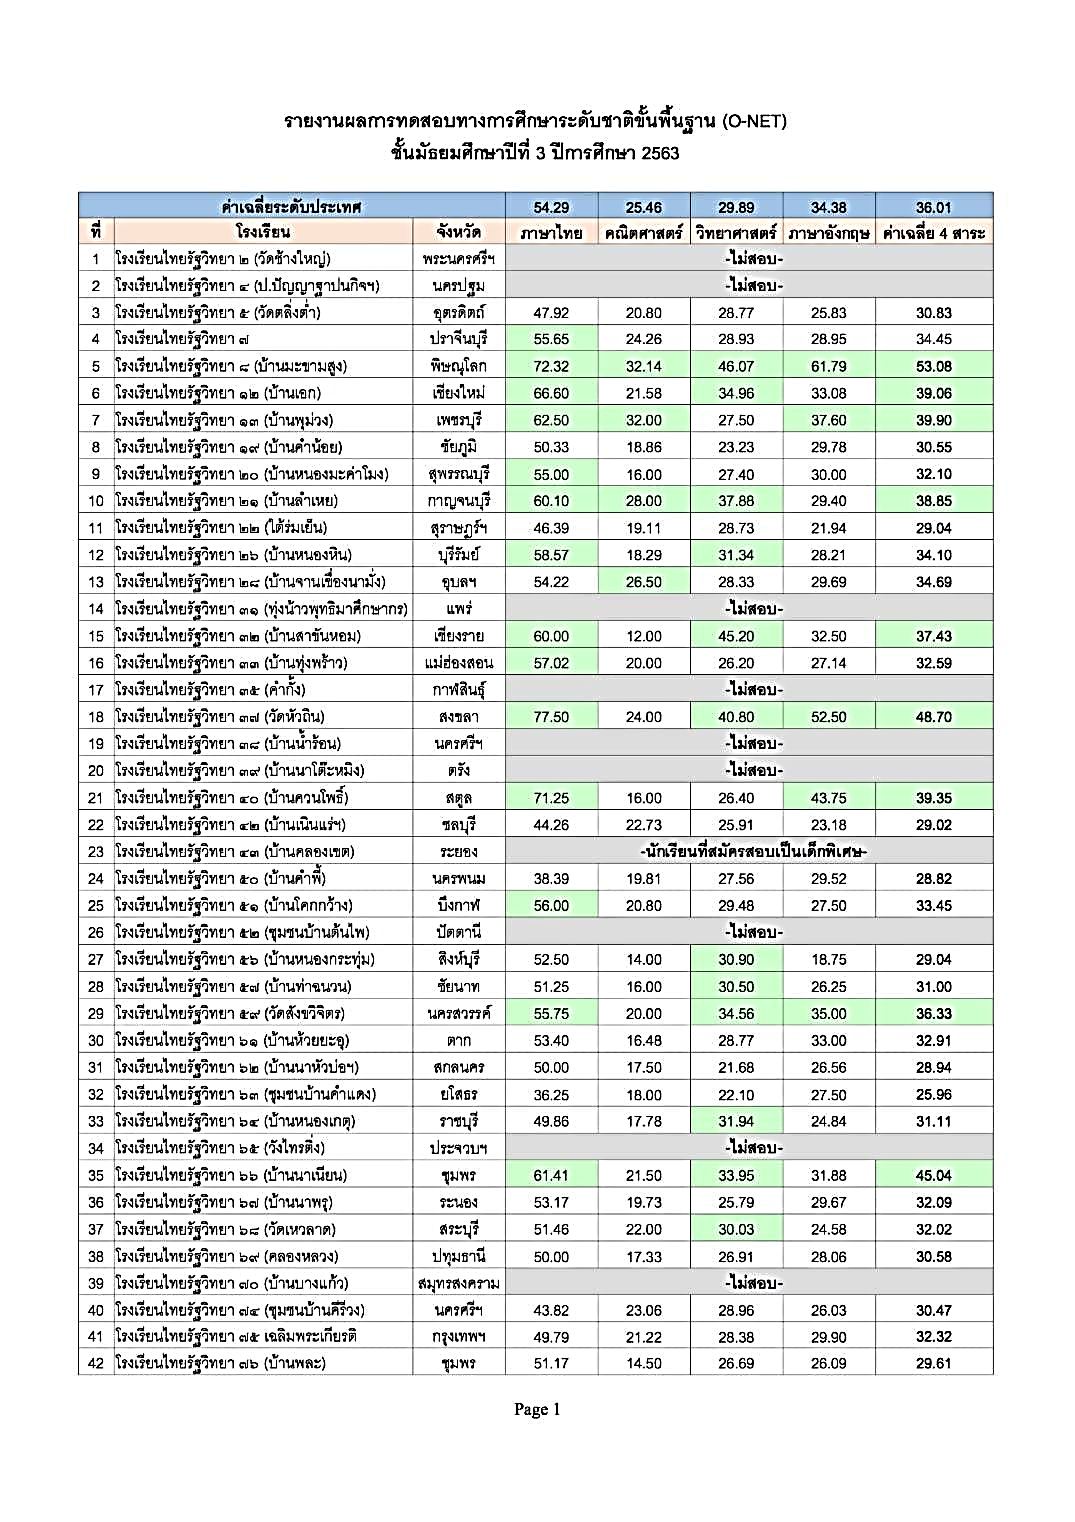 รายงานผลการทดสอบทางการศึกษาระดับชาติขั้นพื้นฐาน (O-NET)
ชั้นมัธยมศึกษาปีที่ 3 ปีการศึกษา 2563
ค่าเฉลี่ยระดับประเทศ 54.29 25.46 29.89 34.38 36.01
ที่ โรงเรียน จังหวัด ภาษาไทย คณิตศาสตร์ วิทยาศาสตร์ ภาษาอังกฤษ ค่าเฉลี่ย 4 สาระ
1 โรงเรียนไทยรัฐวิทยา ๒ (วัดช้างใหญ่) พระนครศรีฯ -ไม่สอบ-
2 โรงเรียนไทยรัฐวิทยา ๔ (ป.ปัญญาฐาปนกิจฯ) นครปฐม -ไม่สอบ-
3 โรงเรียนไทยรัฐวิทยา ๕ (วัดตลิ่งต่ำ) อุตรดิตถ์ 47.92 20.80 28.77 25.83 30.83
4 โรงเรียนไทยรัฐวิทยา ๗ ปราจีนบุรี 55.65 24.26 28.93 28.95 34.45
5 โรงเรียนไทยรัฐวิทยา ๘ (บ้านมะขามสูง) พิษณุโลก 72.32 32.14 46.07 61.79 53.08
6 โรงเรียนไทยรัฐวิทยา ๑๒ (บ้านเอก) เชียงใหม่ 66.60 21.58 34.96 33.08 39.06
7 โรงเรียนไทยรัฐวิทยา ๑๓ (บ้านพุม่วง) เพชรบุรี 62.50 32.00 27.50 37.60 39.90
8 โรงเรียนไทยรัฐวิทยา ๑๙ (บ้านคำน้อย) ชัยภูมิ 50.33 18.86 23.23 29.78 30.55
9 โรงเรียนไทยรัฐวิทยา ๒๐ (บ้านหนองมะค่าโมง) สุพรรณบุรี 55.00 16.00 27.40 30.00 32.10
10 โรงเรียนไทยรัฐวิทยา ๒๑ (บ้านลำเหย) กาญจนบุรี 60.10 28.00 37.88 29.40 38.85
11 โรงเรียนไทยรัฐวิทยา ๒๒ (ใต้ร่มเย็น) สุราษฎร์ฯ 46.39 19.11 28.73 21.94 29.04
12 โรงเรียนไทยรัฐวิทยา ๒๖ (บ้านหนองหิน) บุรีรัมย์ 58.57 18.29 31.34 28.21 34.10
13 โรงเรียนไทยรัฐวิทยา ๒๘ (บ้านจานเขื่องนามั่ง) อุบลฯ 54.22 26.50 28.33 29.69 34.69
14 โรงเรียนไทยรัฐวิทยา ๓๑ (ทุ่งน้าวพุทธิมาศึกษากร) แพร่ -ไม่สอบ-
15 โรงเรียนไทยรัฐวิทยา ๓๒ (บ้านสาขันหอม) เชียงราย 60.00 12.00 45.20 32.50 37.43
16 โรงเรียนไทยรัฐวิทยา ๓๓ (บ้านทุ่งพร้าว) แม่ฮ่องสอน 57.02 20.00 26.20 27.14 32.59
17 โรงเรียนไทยรัฐวิทยา ๓๕ (คำกั้ง) กาฬสินธุ์ -ไม่สอบ-
18 โรงเรียนไทยรัฐวิทยา ๓๗ (วัดหัวถิน) สงขลา 77.50 24.00 40.80 52.50 48.70
19 โรงเรียนไทยรัฐวิทยา ๓๘ (บ้านน้ำร้อน) นครศรีฯ -ไม่สอบ-
20 โรงเรียนไทยรัฐวิทยา ๓๙ (บ้านนาโต๊ะหมิง) ตรัง -ไม่สอบ-
21 โรงเรียนไทยรัฐวิทยา ๔๐ (บ้านควนโพธิ์) สตูล 71.25 16.00 26.40 43.75 39.35
22 โรงเรียนไทยรัฐวิทยา ๔๒ (บ้านเนินแร่ฯ) ชลบุรี 44.26 22.73 25.91 23.18 29.02
23 โรงเรียนไทยรัฐวิทยา ๔๓ (บ้านคลองเขต) ระยอง -นักเรียนที่สมัครสอบเป็นเด็กพิเศษ-
24 โรงเรียนไทยรัฐวิทยา ๕๐ (บ้านคำพี้) นครพนม 38.39 19.81 27.56 29.52 28.82
25 โรงเรียนไทยรัฐวิทยา ๕๑ (บ้านโคกกว้าง) บึงกาฬ 56.00 20.80 29.48 27.50 33.45
26 โรงเรียนไทยรัฐวิทยา ๕๒ (ชุมชนบ้านต้นไพ) ปัตตานี -ไม่สอบ-
27 โรงเรียนไทยรัฐวิทยา ๕๖ (บ้านหนองกระทุ่ม) สิงห์บุรี 52.50 14.00 30.90 18.75 29.04
28 โรงเรียนไทยรัฐวิทยา ๕๗ (บ้านท่าฉนวน) ชัยนาท 51.25 16.00 30.50 26.25 31.00
29 โรงเรียนไทยรัฐวิทยา ๕๙ (วัดสังขวิจิตร) นครสวรรค์ 55.75 20.00 34.56 35.00 36.33
30 โรงเรียนไทยรัฐวิทยา ๖๑ (บ้านห้วยยะอุ) ตาก 53.40 16.48 28.77 33.00 32.91
31 โรงเรียนไทยรัฐวิทยา ๖๒ (บ้านนาหัวบ่อฯ) สกลนคร 50.00 17.50 21.68 26.56 28.94
32 โรงเรียนไทยรัฐวิทยา ๖๓ (ชุมชนบ้านคำแดง) ยโสธร 36.25 18.00 22.10 27.50 25.96
33 โรงเรียนไทยรัฐวิทยา ๖๔ (บ้านหนองเกตุ) ราชบุรี 49.86 17.78 31.94 24.84 31.11
34 โรงเรียนไทยรัฐวิทยา ๖๕ (วังไทรติ่ง) ประจวบฯ -ไม่สอบ-
35 โรงเรียนไทยรัฐวิทยา ๖๖ (บ้านนาเนียน) ชุมพร 61.41 21.50 33.95 31.88 45.04
36 โรงเรียนไทยรัฐวิทยา ๖๗ (บ้านนาพรุ) ระนอง 53.17 19.73 25.79 29.67 32.09
37 โรงเรียนไทยรัฐวิทยา ๖๘ (วัดเหวลาด) สระบุรี 51.46 22.00 30.03 24.58 32.02
38 โรงเรียนไทยรัฐวิทยา ๖๙ (คลองหลวง) ปทุมธานี 50.00 17.33 26.91 28.06 30.58
39 โรงเรียนไทยรัฐวิทยา ๗๐ (บ้านบางแก้ว) สมุทรสงคราม -ไม่สอบ-
40 โรงเรียนไทยรัฐวิทยา ๗๔ (ชุมชนบ้านคีรีวง) นครศรีฯ 43.82 23.06 28.96 26.03 30.47
41 โรงเรียนไทยรัฐวิทยา ๗๕ เฉลิมพระเกียรติ กรุงเทพฯ 49.79 21.22 28.38 29.90 32.32
42 โรงเรียนไทยรัฐวิทยา ๗๖ (บ้านพละ) ชุมพร 51.17 14.50 26.69 26.09 29.61
Page 1